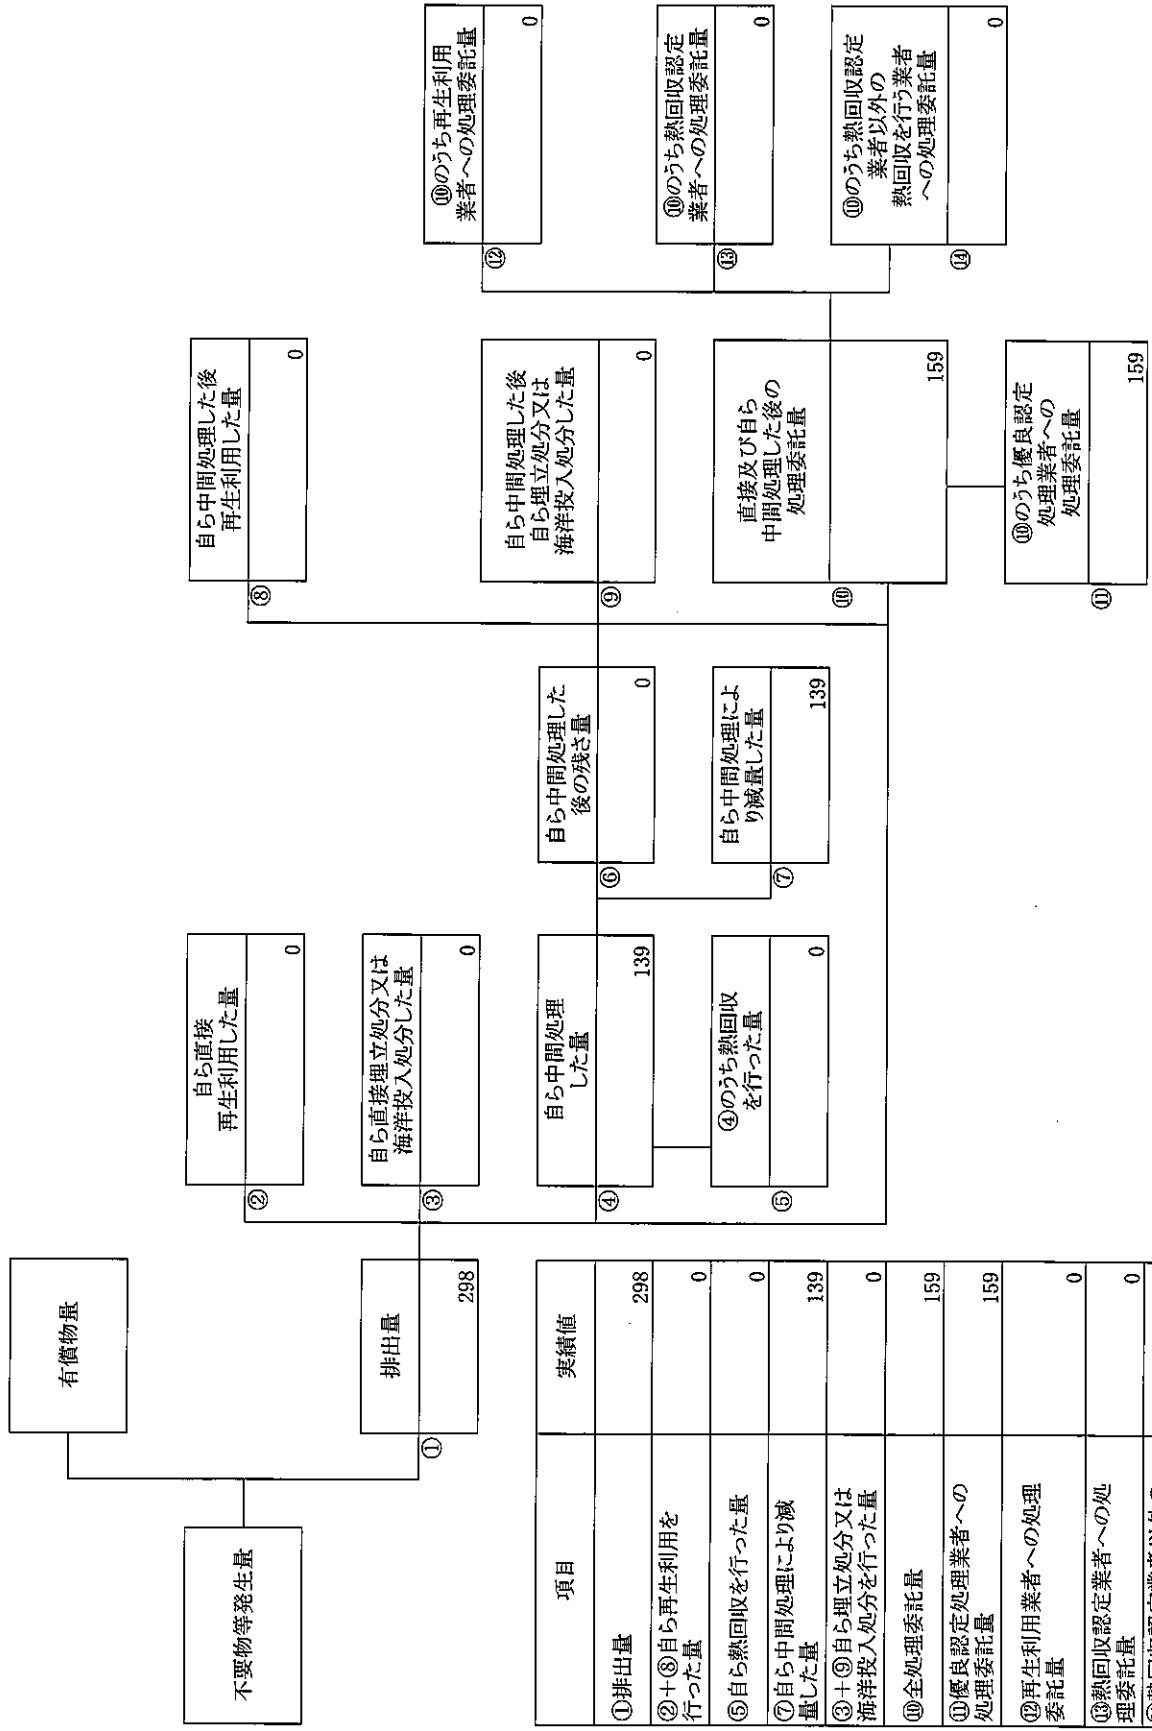 不要物等発生量
有償物量
①
排出量
298
②
自ら直接
再生利用した量
0
③
自ら直接埋立処分又は
海洋投入処分した量
0
④
自ら中間処理
した量
139
⑤
④のうち熱回収
を行った量
0
⑥
自ら中間処理した
後の残さ量
0
⑦
自ら中間処理によ
り減量した量
139
⑧
自ら中間処理した後
再生利用した量
0
⑨
自ら中間処理した後
自ら埋立処分又は
海洋投入処分した量
0
⑩
直接及び自ら
中間処理した後の
処理委託量
159
⑪
⑩のうち優良認定
処理業者への
処理委託量
159
⑫
⑩のうち再生利用
業者への処理委託量
0
⑬
⑩のうち熱回収認定
業者への処理委託量
0
⑭
⑩のうち熱回収認定
業者以外の
熱回収を行う業者
への処理委託量
0
項目 実績値
①排出量 298
②+⑧自ら再生利用を
行った量 0
⑤自ら熱回収を行った量 0
⑦自ら中間処理により減
量した量 139
③+⑨自ら埋立処分又は
海洋投入処分を行った量 0
⑩全処理委託量 159
⑪優良認定処理業者への
処理委託量 159
⑫再生利用業者への処理
委託量 0
⑬熱回収認定業者への処
理委託量 0